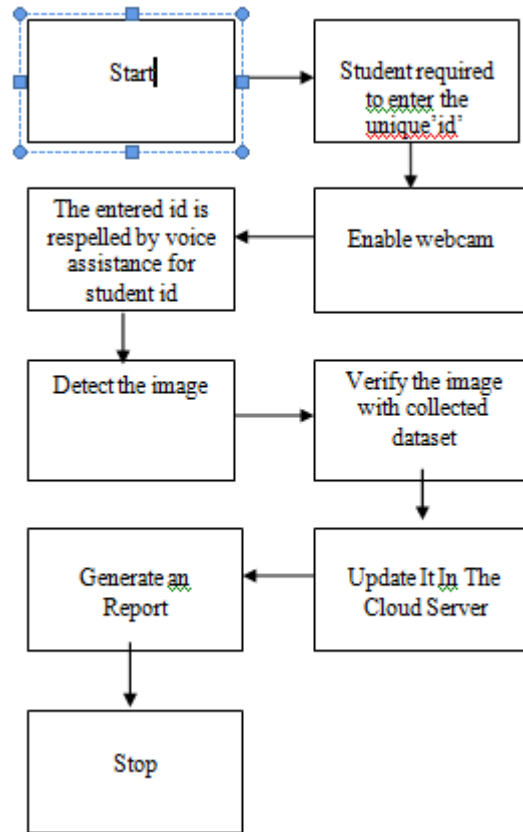 Start
Student required
to enter the
unique’id’
Enable webcam
The entered id is
respelled by voice
assistance for
student id
Detect the image
Verify the image
with collected
dataset
Update It In The
Cloud Server
Generate an
Report
Stop